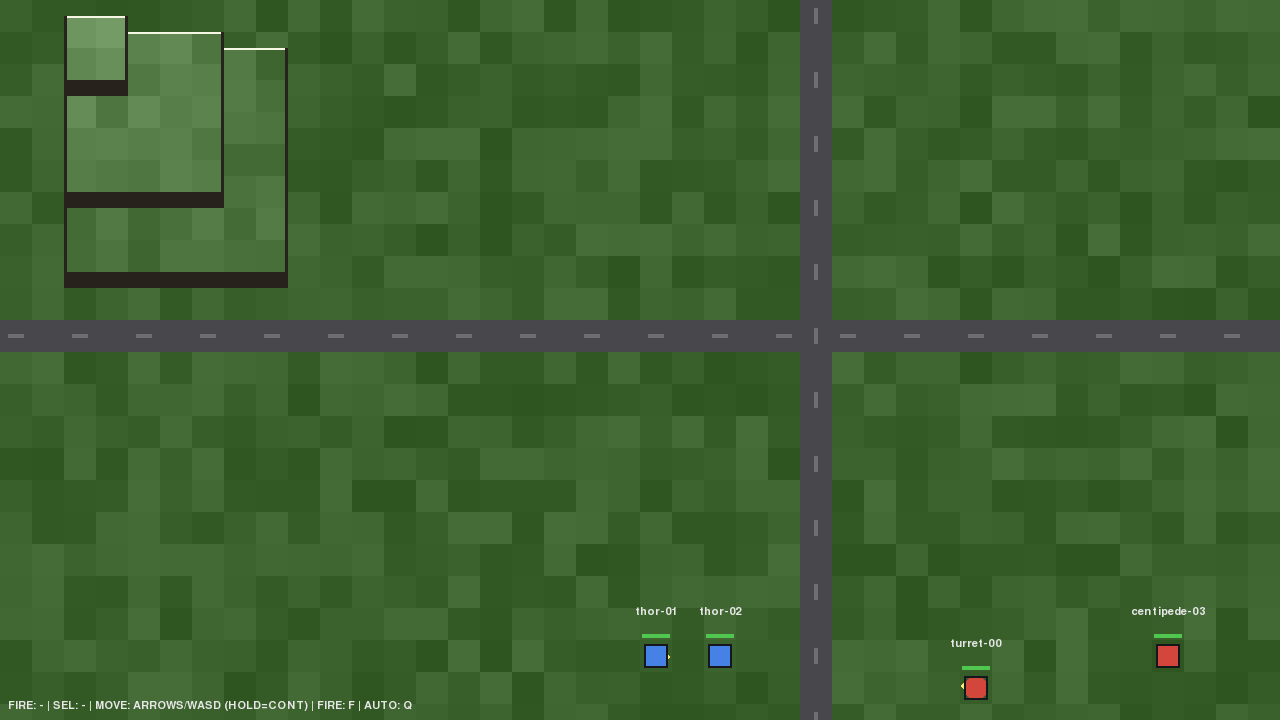 thor-01 thor-02 centipede-03
turret-00
FIRE: - | SEL: - | MOVE: ARROWS/WASD (HOLD=CONT) | FIRE: F | AUTO: Q